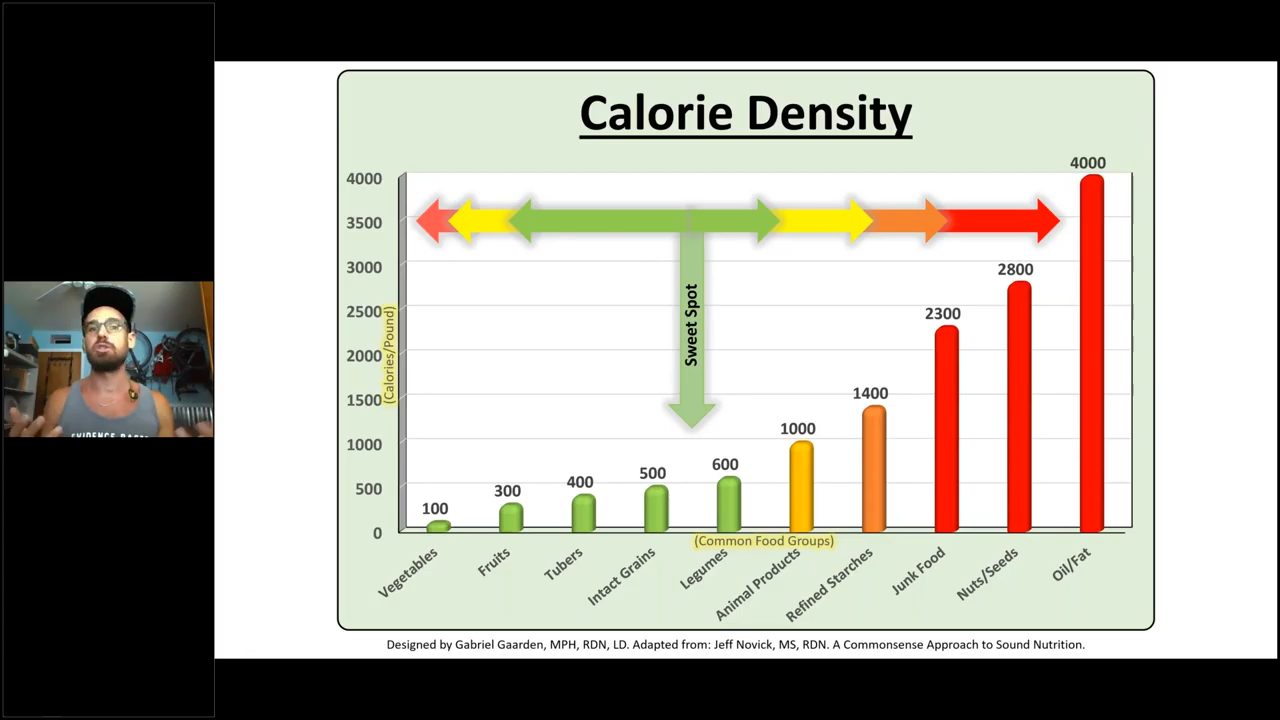 Calorie Density
4000
3500
3000
2500
2000
1500
1000
500
0
(Calories/Pound)
Sweet Spot
100
300
400
500
600
1000
1400
2300
2800
4000
(Common Food Groups)
Vegetables
Fruits
Tubers
Intact Grains
Legumes
Animal Products
Refined Starches
Junk Food
Nuts/Seeds
Oil/Fat
Designed by Gabriel Gaarden, MPH, RDN, LD. Adapted from: Jeff Novick, MS, RDN. A Commonsense Approach to Sound Nutrition.
EVIDENCE BASED